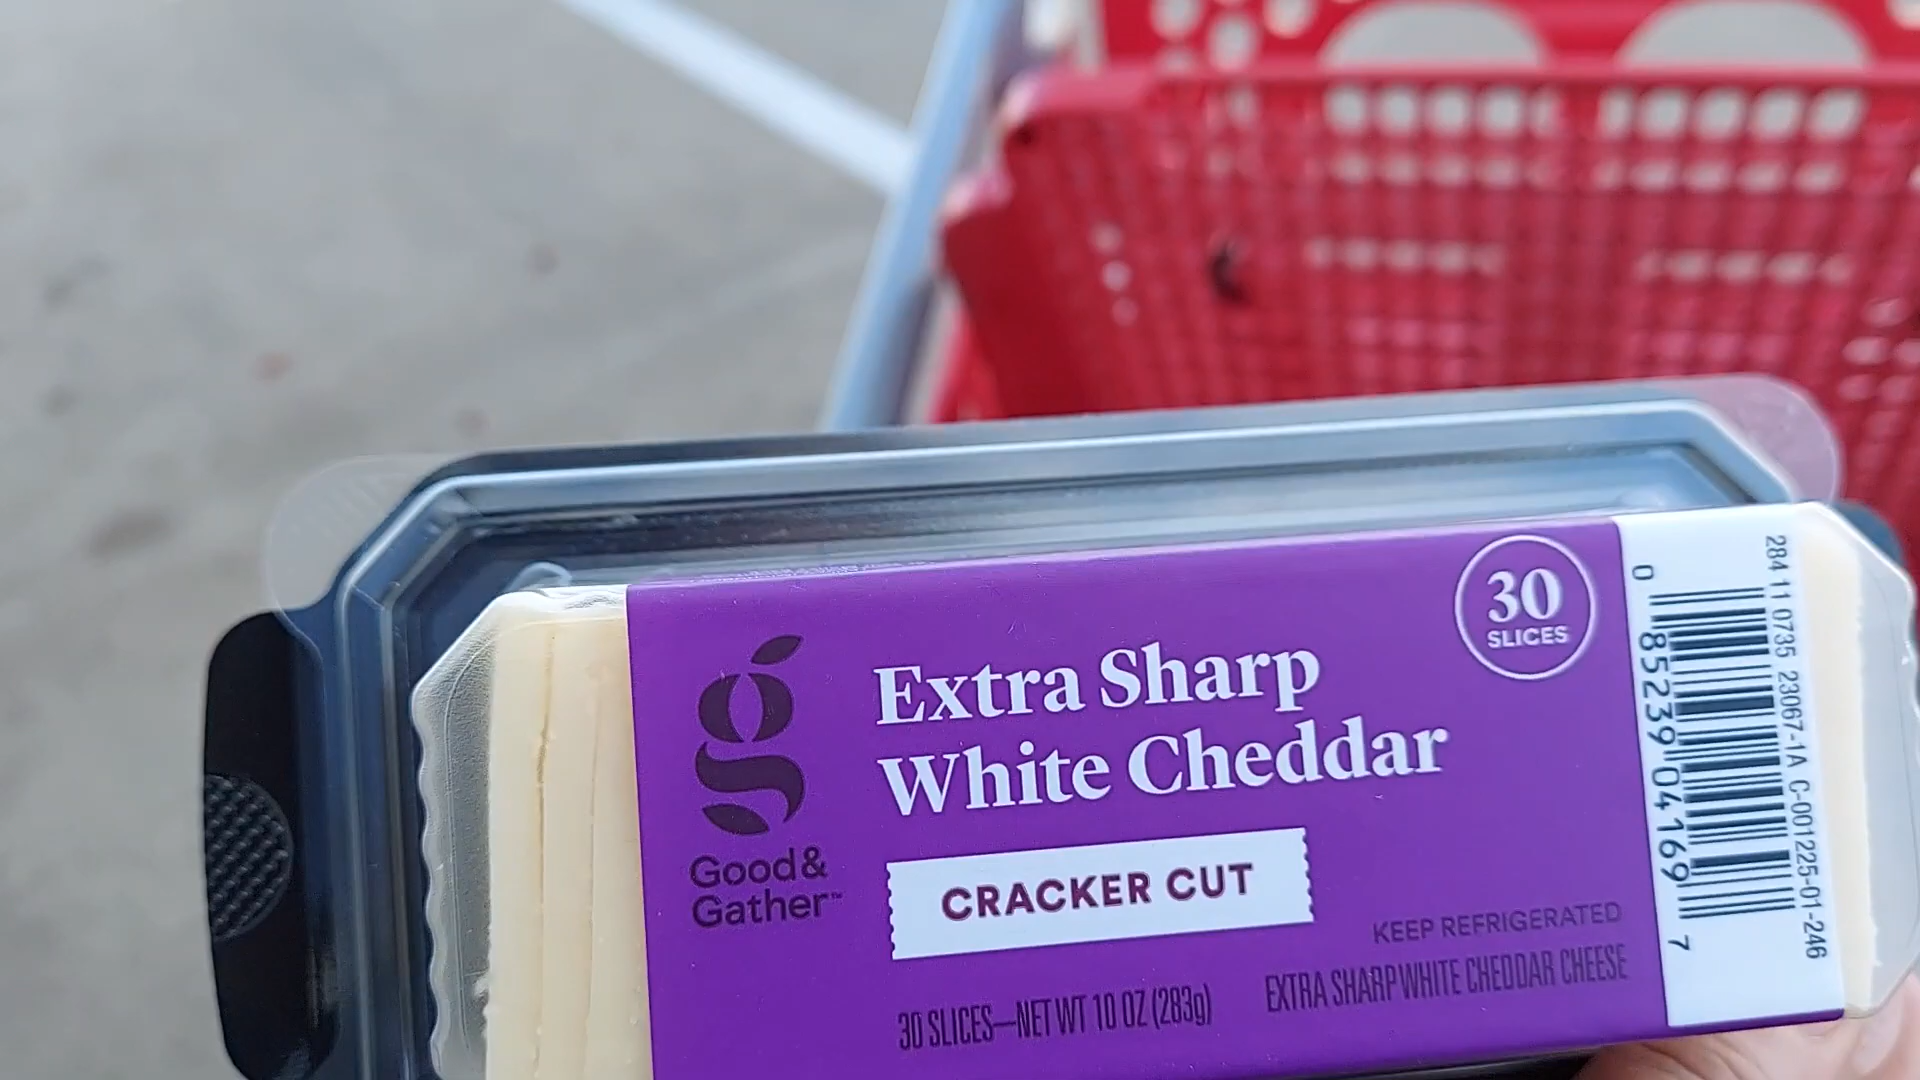 30
SLICES
Extra Sharp
White Cheddar
g
Good &
Gather™
CRACKER CUT
KEEP REFRIGERATED
30 SLICES—NET WT 10 OZ (283g)
EXTRA SHARP WHITE CHEDDAR CHEESE
0 85239 04169 7
284 11 0735 23067-1A C-001225-01-246